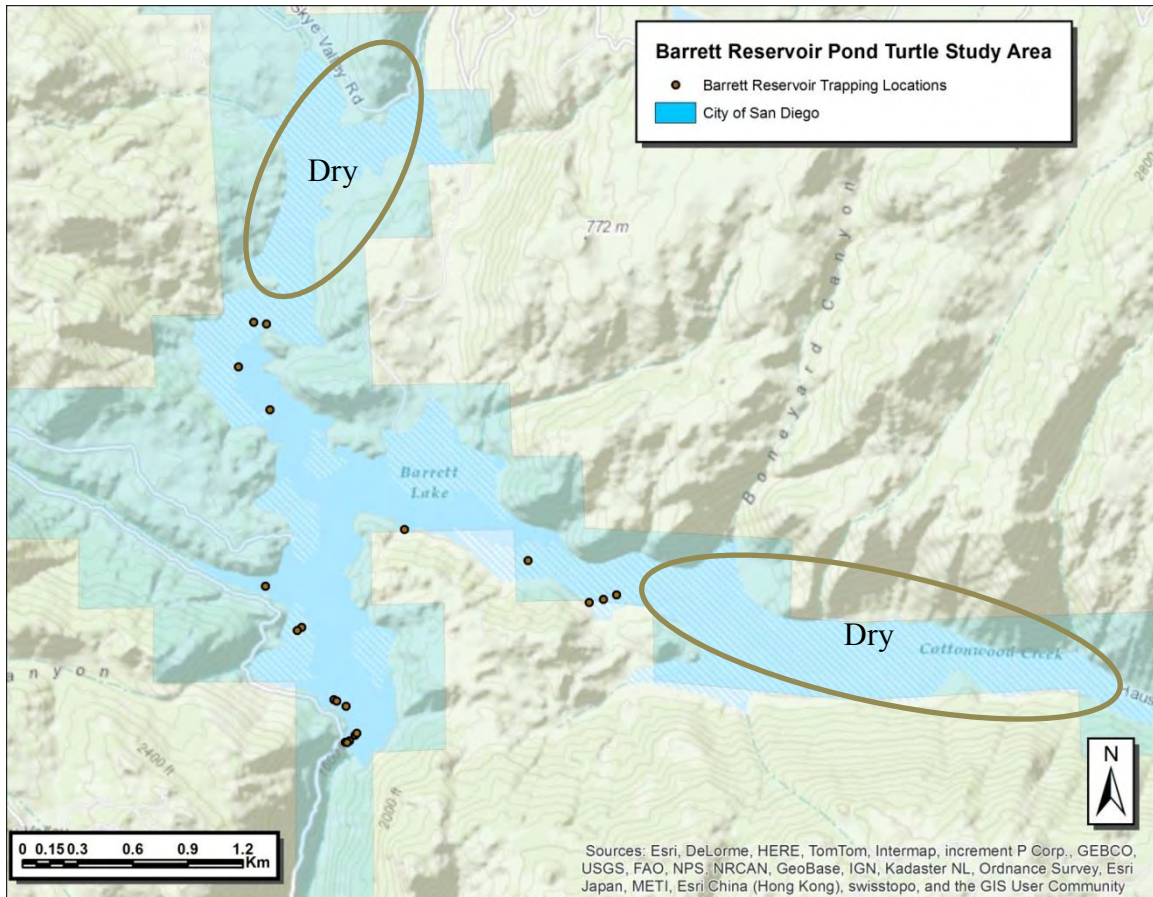 Skye Valley Rd
Barrett Reservoir Pond Turtle Study Area
Barrett Reservoir Trapping Locations
City of San Diego
Dry
2800
772 m
Boneyard Canyon
Barrett
Lake
Dry
Cottonwood Creek
Haus
anyon
2400 ft
2000 ft
N
0 0.15 0.3 0.6 0.9 1.2
Km
Sources: Esri, DeLorme, HERE, TomTom, Intermap, increment P Corp., GEBCO,
USGS, FAO, NPS, NRCAN, GeoBase, IGN, Kadaster NL, Ordnance Survey, Esri
Japan, METI, Esri China (Hong Kong), swisstopo, and the GIS User Community